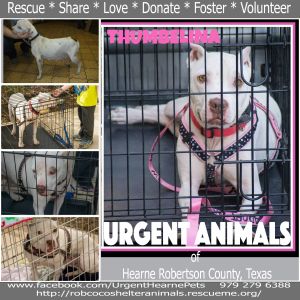 Rescue * Share * Love * Donate * Foster * Volunteer
THUMBELINA
URGENT ANIMALS
of
Hearne Robertson County, Texas
www.facebook.com/UrgentHearnePets 979 279 6388
http://robcocoshelteranimals.rescueme.org/